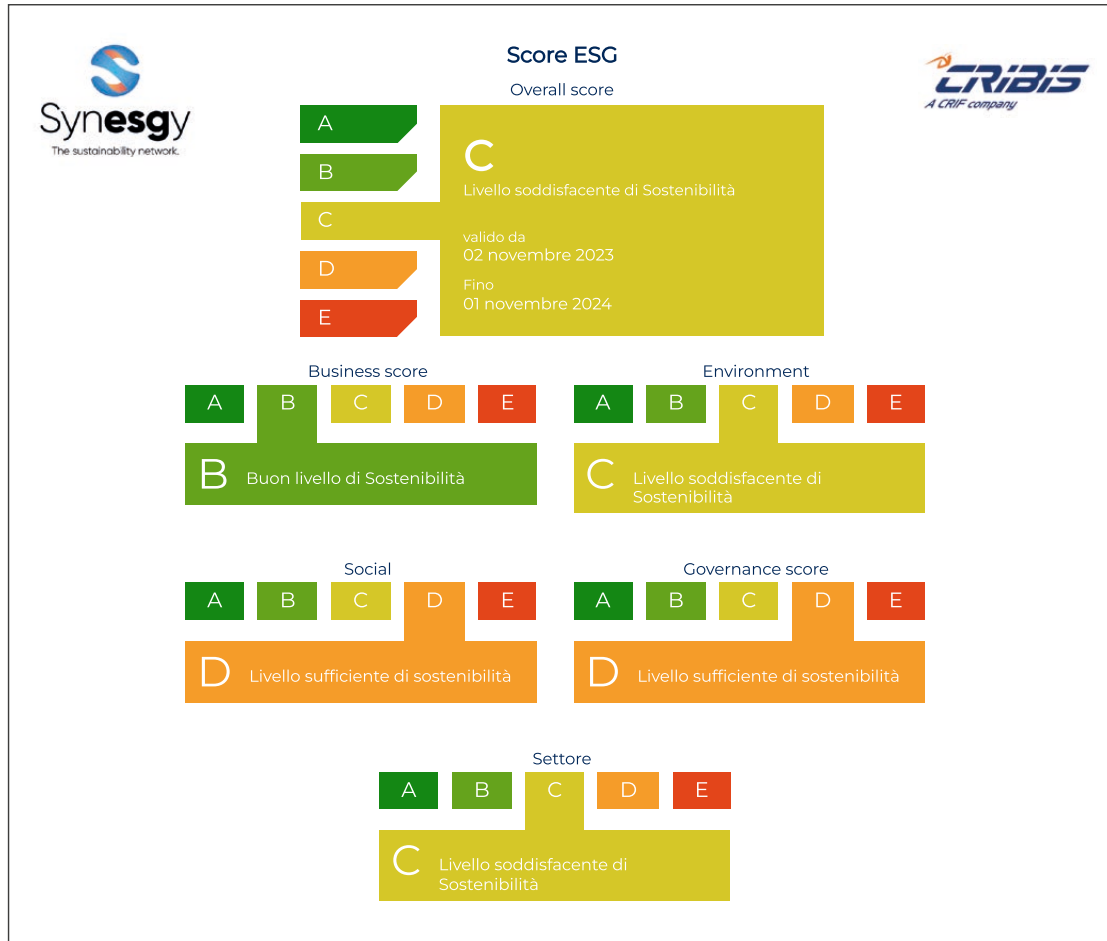 Score ESG
Synesgy
The sustainability network.
CRiBiS
A CRIF company
Overall score
A
B
C
D
E
C
Livello soddisfacente di Sostenibilità
valido da
02 novembre 2023
Fino
01 novembre 2024
Business score
A B C D E
B Buon livello di Sostenibilità
Environment
A B C D E
C Livello soddisfacente di
Sostenibilità
Social
A B C D E
D Livello sufficiente di sostenibilità
Governance score
A B C D E
D Livello sufficiente di sostenibilità
Settore
A B C D E
C Livello soddisfacente di
Sostenibilità